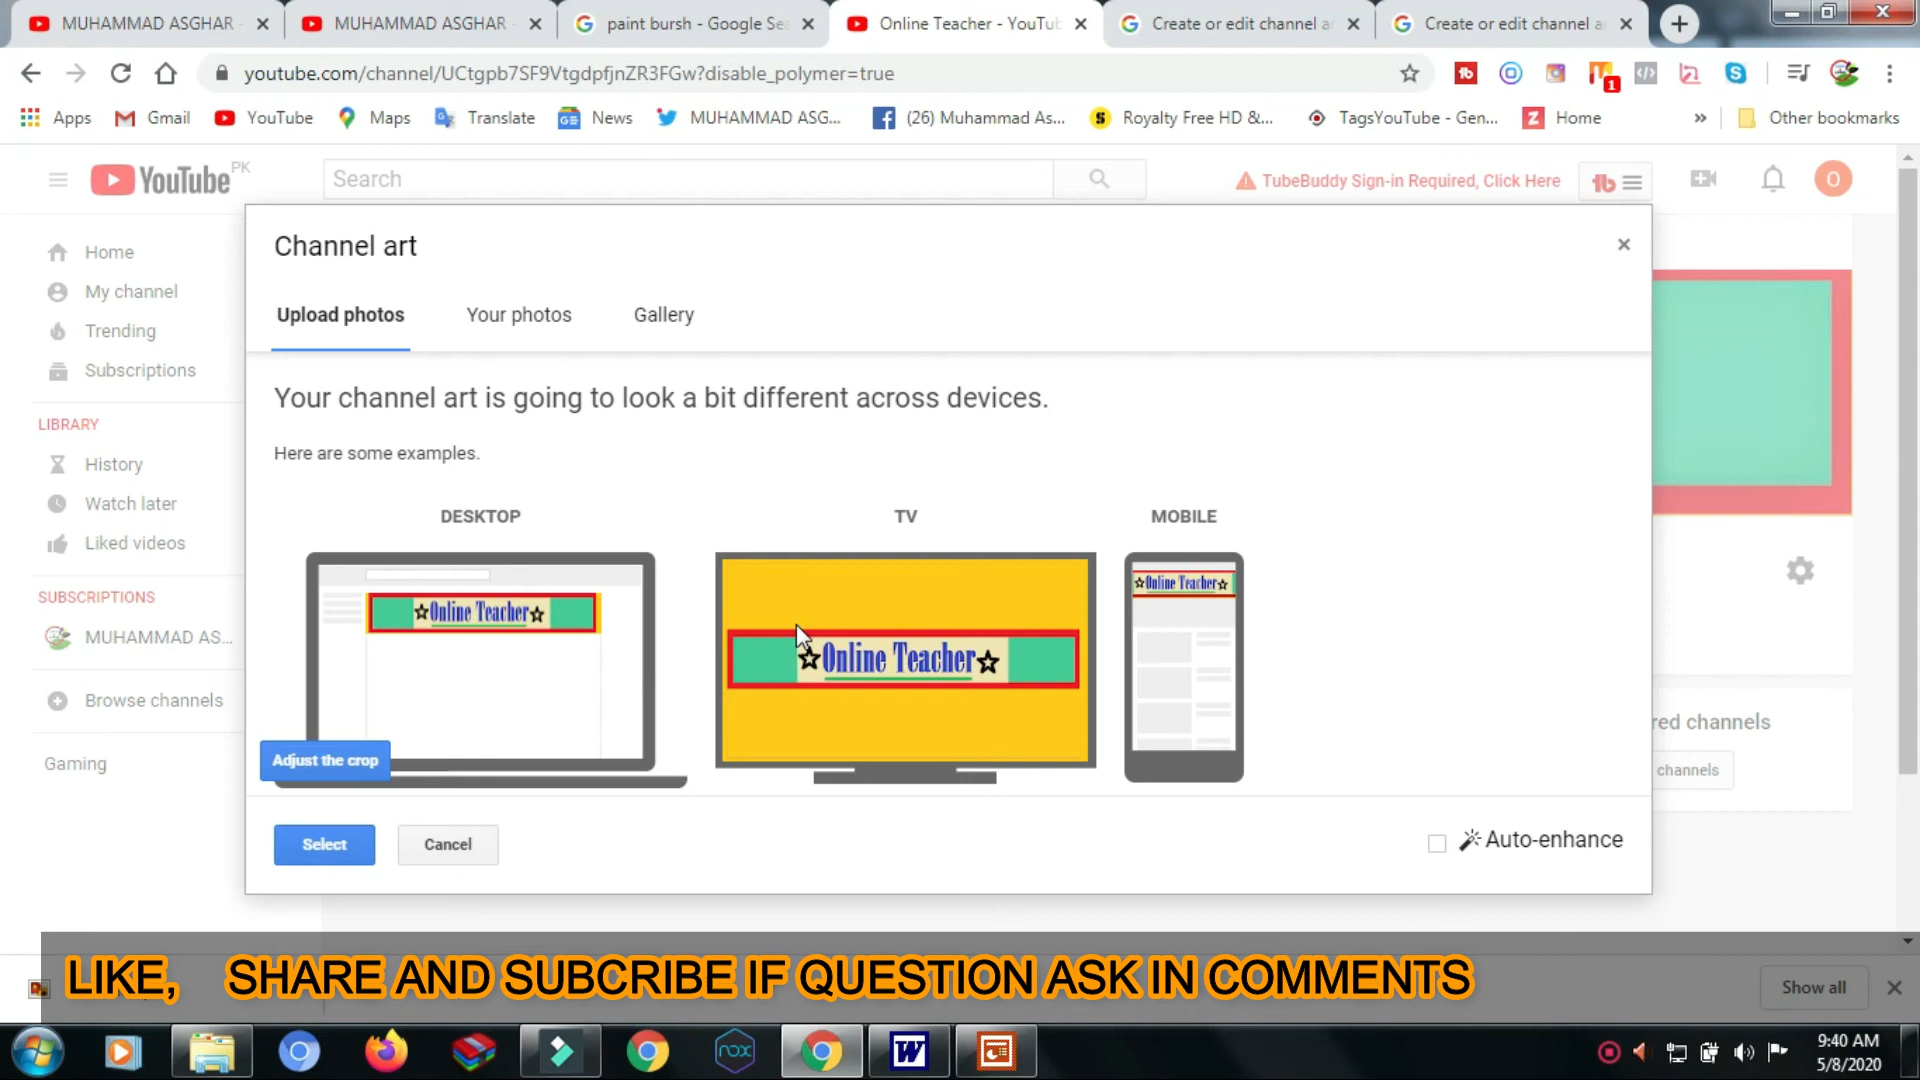 MUHAMMAD ASGHAR -
MUHAMMAD ASGHAR -
paint bursh - Google Sea
Online Teacher - YouTub
Create or edit channel a
Create or edit channel a
youtube.com/channel/UCtgpb7SF9VtgdpfjnZR3FGw?disable_polymer=true
1
Apps
Gmail
YouTube
Maps
Translate
News
MUHAMMAD ASG...
(26) Muhammad As...
Royalty Free HD &...
TagsYouTube - Gen...
Home
»
Other bookmarks
YouTube PK
Search
TubeBuddy Sign-in Required, Click Here
tb
O
Home
My channel
Trending
Subscriptions
LIBRARY
History
Watch later
Liked videos
SUBSCRIPTIONS
MUHAMMAD AS...
Browse channels
Gaming
Channel art
Upload photos
Your photos
Gallery
Your channel art is going to look a bit different across devices.
Here are some examples.
DESKTOP
TV
MOBILE
☆Online Teacher☆
☆Online Teacher☆
☆Online Teacher☆
Adjust the crop
Select
Cancel
Auto-enhance
red channels
channels
LIKE, SHARE AND SUBCRIBE IF QUESTION ASK IN COMMENTS
Show all
nox
W
9:40 AM
5/8/2020